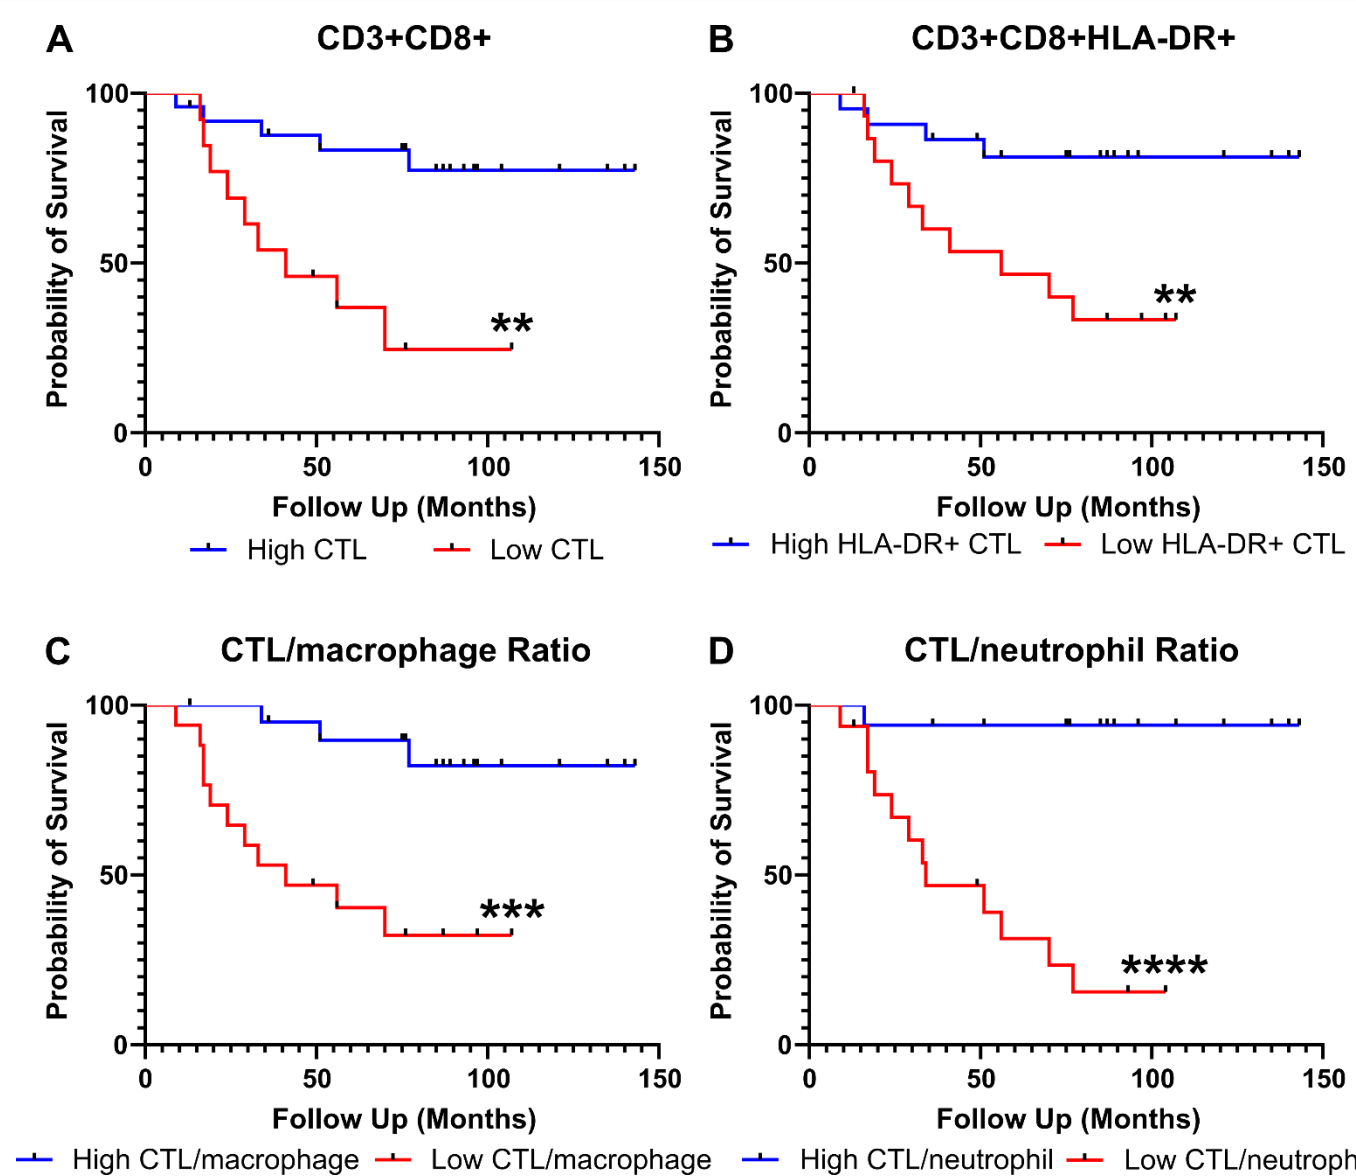 A CD3+CD8+
Probability of Survival
100
50
0
0 50 100 150
**
Follow Up (Months)
High CTL Low CTL
B CD3+CD8+HLA-DR+
Probability of Survival
100
50
0
0 50 100 150
**
Follow Up (Months)
High HLA-DR+ CTL Low HLA-DR+ CTL
C CTL/macrophage Ratio
Probability of Survival
100
50
0
0 50 100 150
***
Follow Up (Months)
High CTL/macrophage Low CTL/macrophage
D CTL/neutrophil Ratio
Probability of Survival
100
50
0
0 50 100 150
****
Follow Up (Months)
High CTL/neutrophil Low CTL/neutroph